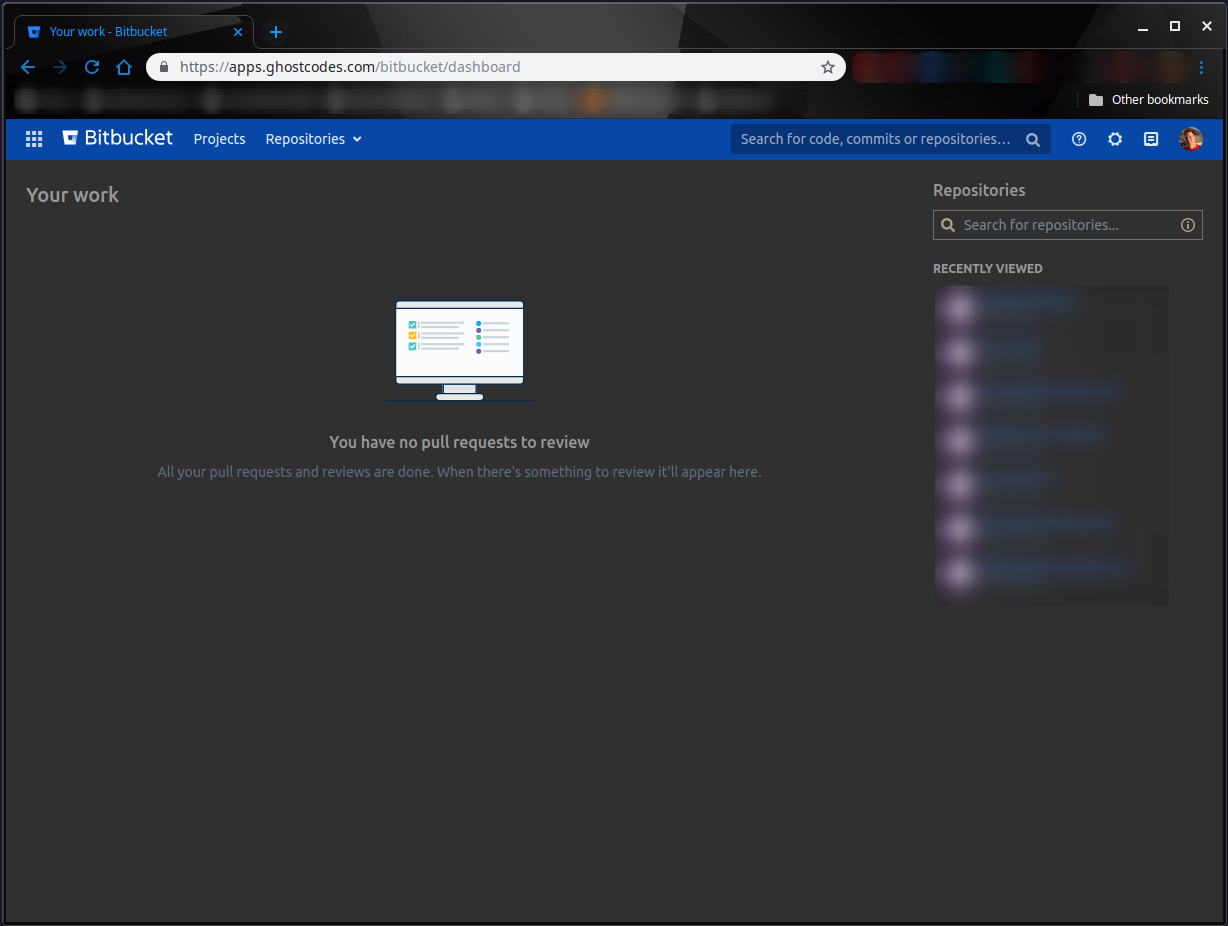 Your work - Bitbucket
https://apps.ghostcodes.com/bitbucket/dashboard
Other bookmarks
Bitbucket Projects Repositories Search for code, commits or repositories...
Your work
Repositories
Search for repositories...
RECENTLY VIEWED
You have no pull requests to review
All your pull requests and reviews are done. When there's something to review it'll appear here.